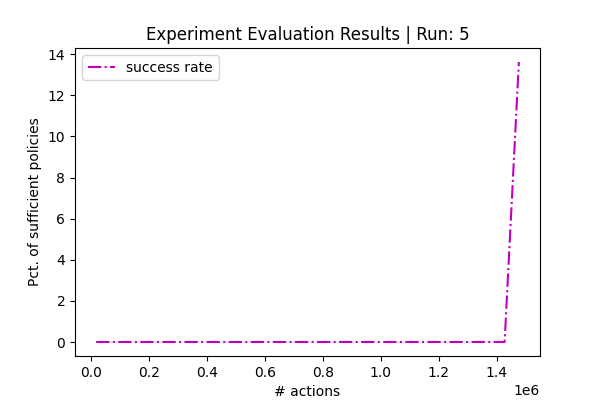 Experiment Evaluation Results | Run: 5
success rate
Pct. of sufficient policies
14
12
10
8
6
4
2
0
0.0 0.2 0.4 0.6 0.8 1.0 1.2 1.4
1e6
# actions